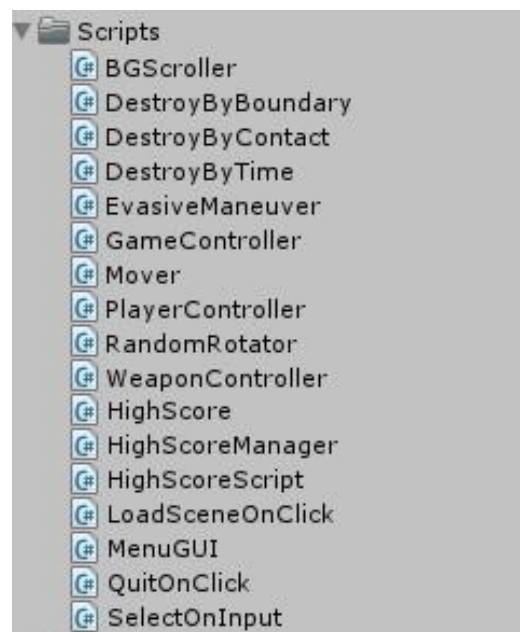 Scripts
BGScroller
DestroyByBoundary
DestroyByContact
DestroyByTime
EvasiveManeuver
GameController
Mover
PlayerController
RandomRotator
WeaponController
HighScore
HighScoreManager
HighScoreScript
LoadSceneOnClick
MenuGUI
QuitOnClick
SelectOnInput